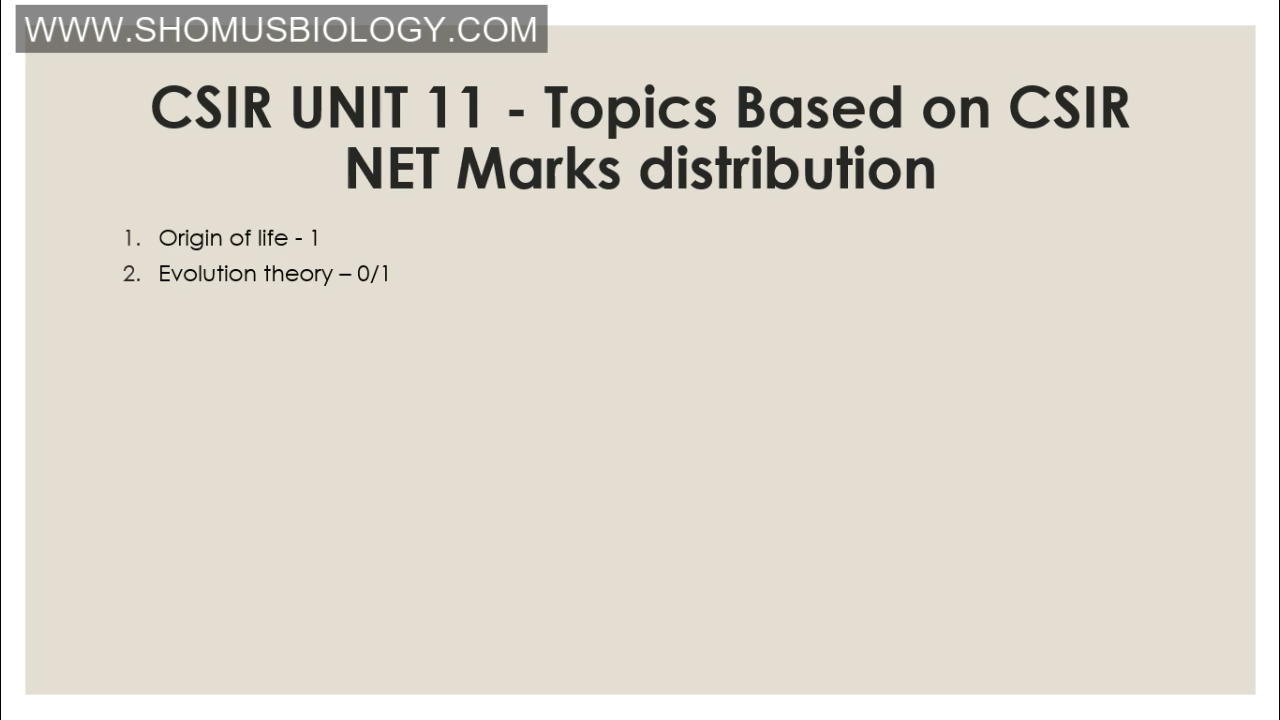 WWW.SHOMUSBIOLOGY.COM
CSIR UNIT 11 - Topics Based on CSIR
NET Marks distribution
1. Origin of life - 1
2. Evolution theory – 0/1